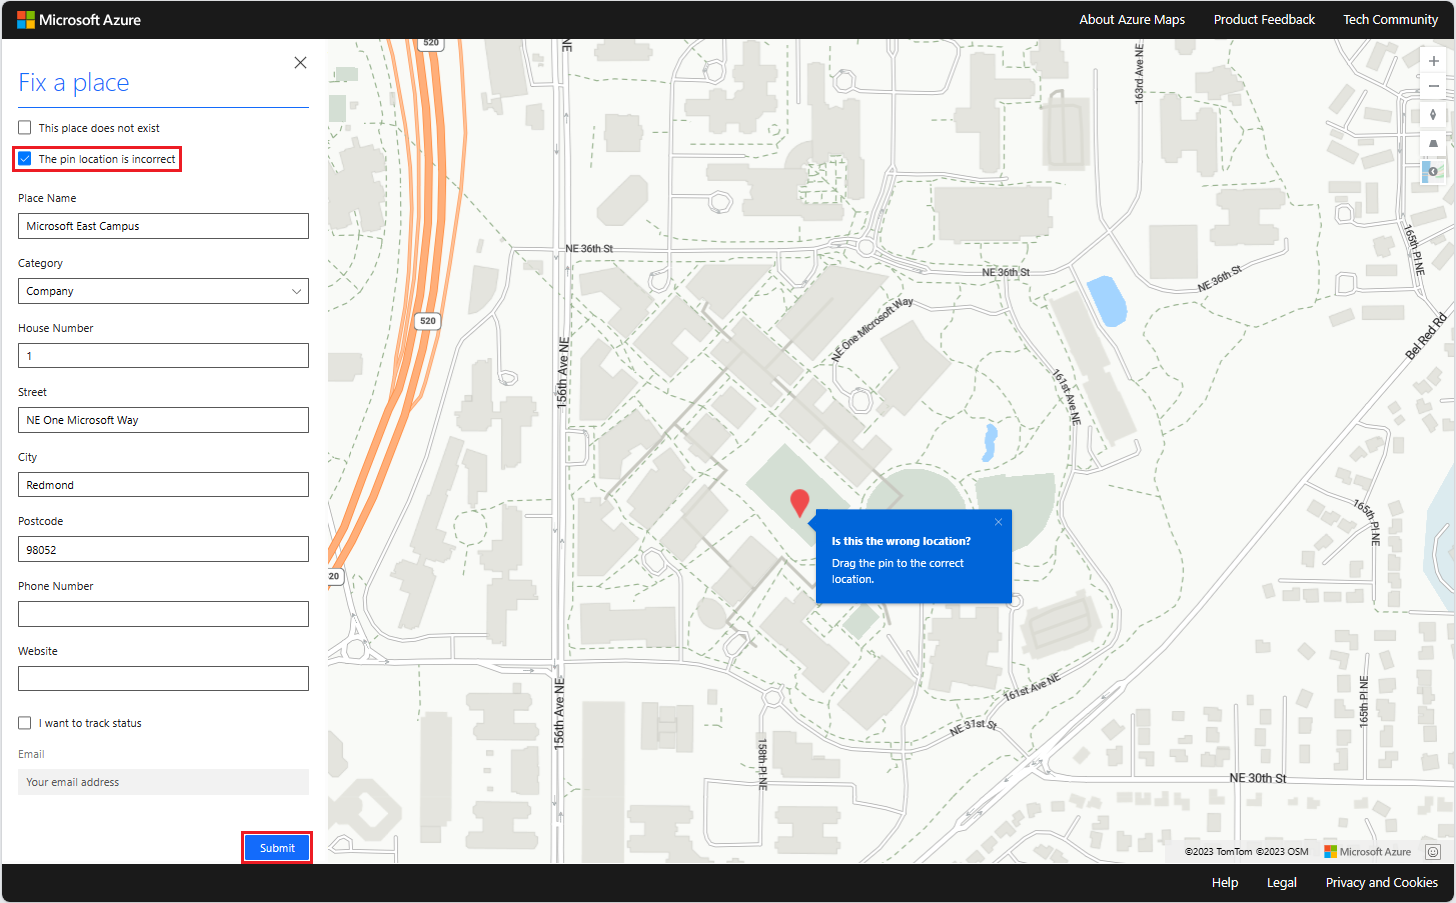 Microsoft Azure
About Azure Maps
Product Feedback
Tech Community
Fix a place
This place does not exist
The pin location is incorrect
Place Name
Microsoft East Campus
Category
Company
House Number
1
Street
NE One Microsoft Way
City
Redmond
Postcode
98052
Phone Number
Website
I want to track status
Email
Your email address
Submit
520
NE
163rd Ave NE
NE 36th St
NE 36th St
NE 36th St
165th Pl NE
520
NE One Microsoft Way
Bel Red Rd
156th Ave NE
161st Ave NE
165th Pl NE
Is this the wrong location?
Drag the pin to the correct
location.
20
161st Ave NE
156th Ave NE
165th Pl NE
NE 31st St
158th Pl NE
NE 30th St
©2023 TomTom ©2023 OSM
Microsoft Azure
Help
Legal
Privacy and Cookies